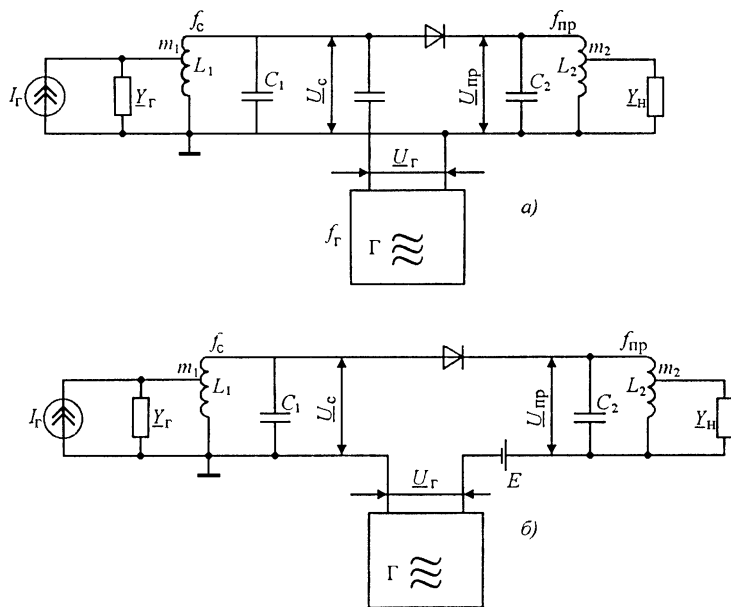 f_c f_пр
m_1 L_1 C_1 U_c U_пр C_2 L_2 m_2
I_Г Y_Г Y_Н
U_Г
f_Г Г а)
f_c f_пр
m_1 L_1 C_1 U_c U_пр C_2 L_2 m_2
I_Г Y_Г Y_Н
U_Г E
Г б)